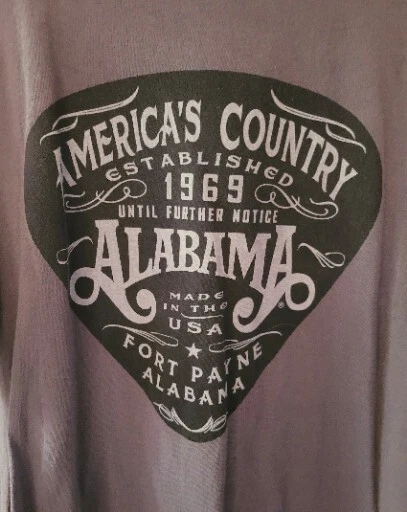 AMERICA'S COUNTRY
ESTABLISHED
1969
UNTIL FURTHER NOTICE
ALABAMA®
MADE
IN THE
USA
FORT PAYNE
ALABAMA